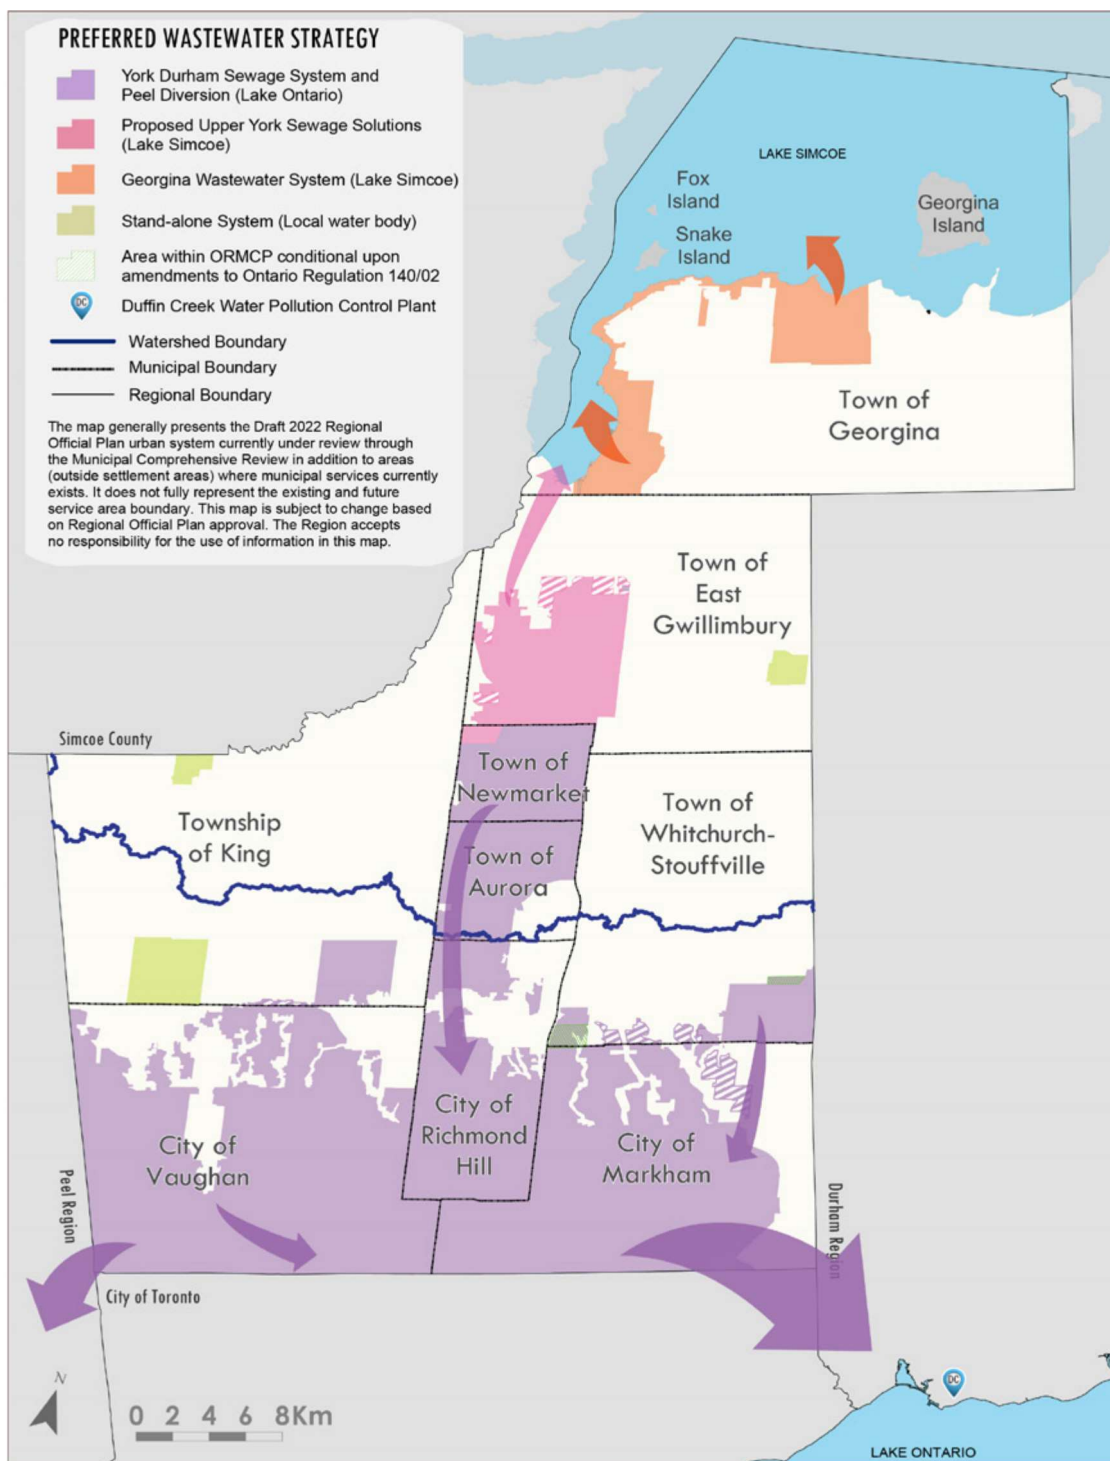 PREFERRED WASTEWATER STRATEGY
York Durham Sewage System and
Peel Diversion (Lake Ontario)
Proposed Upper York Sewage Solutions
(Lake Simcoe)
Georgina Wastewater System (Lake Simcoe)
Stand-alone System (Local water body)
Area within ORMCP conditional upon
amendments to Ontario Regulation 140/02
DC
Duffin Creek Water Pollution Control Plant
Watershed Boundary
Municipal Boundary
Regional Boundary
The map generally presents the Draft 2022 Regional
Official Plan urban system currently under review through
the Municipal Comprehensive Review in addition to areas
(outside settlement areas) where municipal services currently
exists. It does not fully represent the existing and future
service area boundary. This map is subject to change based
on Regional Official Plan approval. The Region accepts
no responsibility for the use of information in this map.
LAKE SIMCOE
Fox
Island
Georgina
Island
Snake
Island
Town of
Georgina
Town of
East
Gwillimbury
Simcoe County
Town of
Newmarket
Township
of King
Town of
Whitchurch-
Stouffville
Town of
Aurora
City of
Richmond
Hill
City of
Vaughan
City of
Markham
Peel Region
Durham Region
City of Toronto
N
0 2 4 6 8Km
DC
LAKE ONTARIO